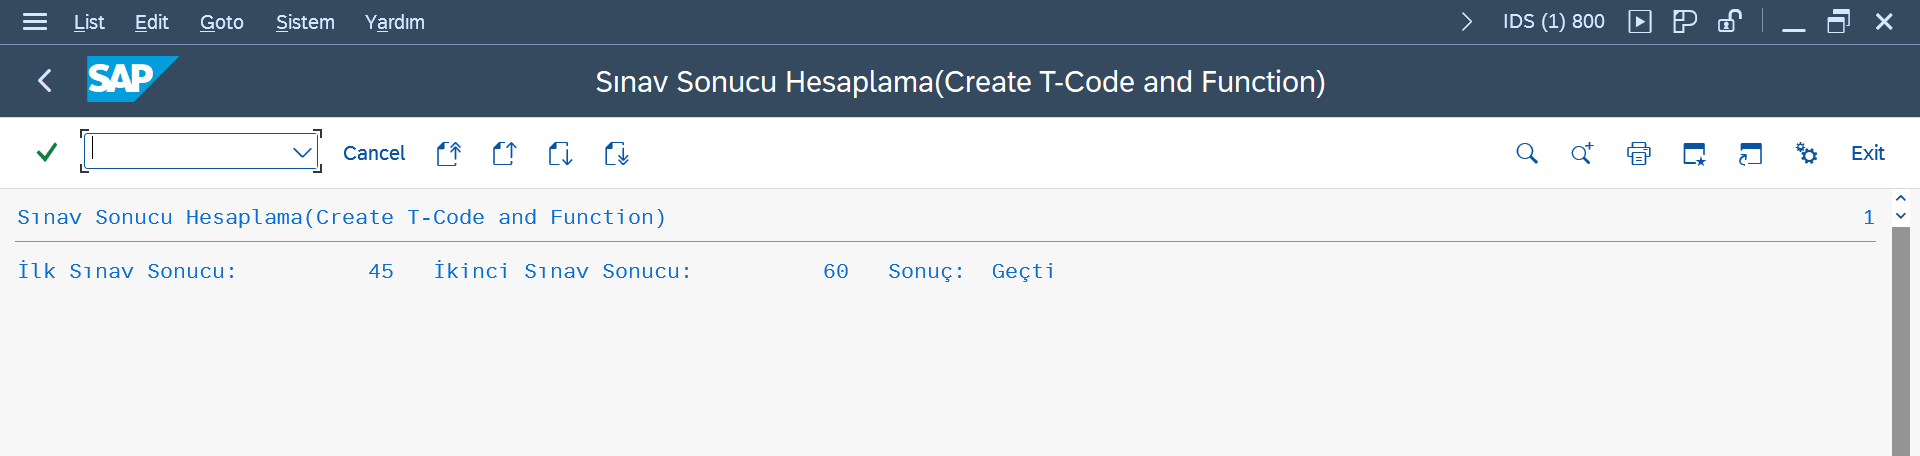 List Edit Goto Sistem Yardım IDS (1) 800
SAP Sınav Sonucu Hesaplama(Create T-Code and Function)
Cancel Exit
Sınav Sonucu Hesaplama(Create T-Code and Function) 1
İlk Sınav Sonucu: 45 İkinci Sınav Sonucu: 60 Sonuç: Geçti